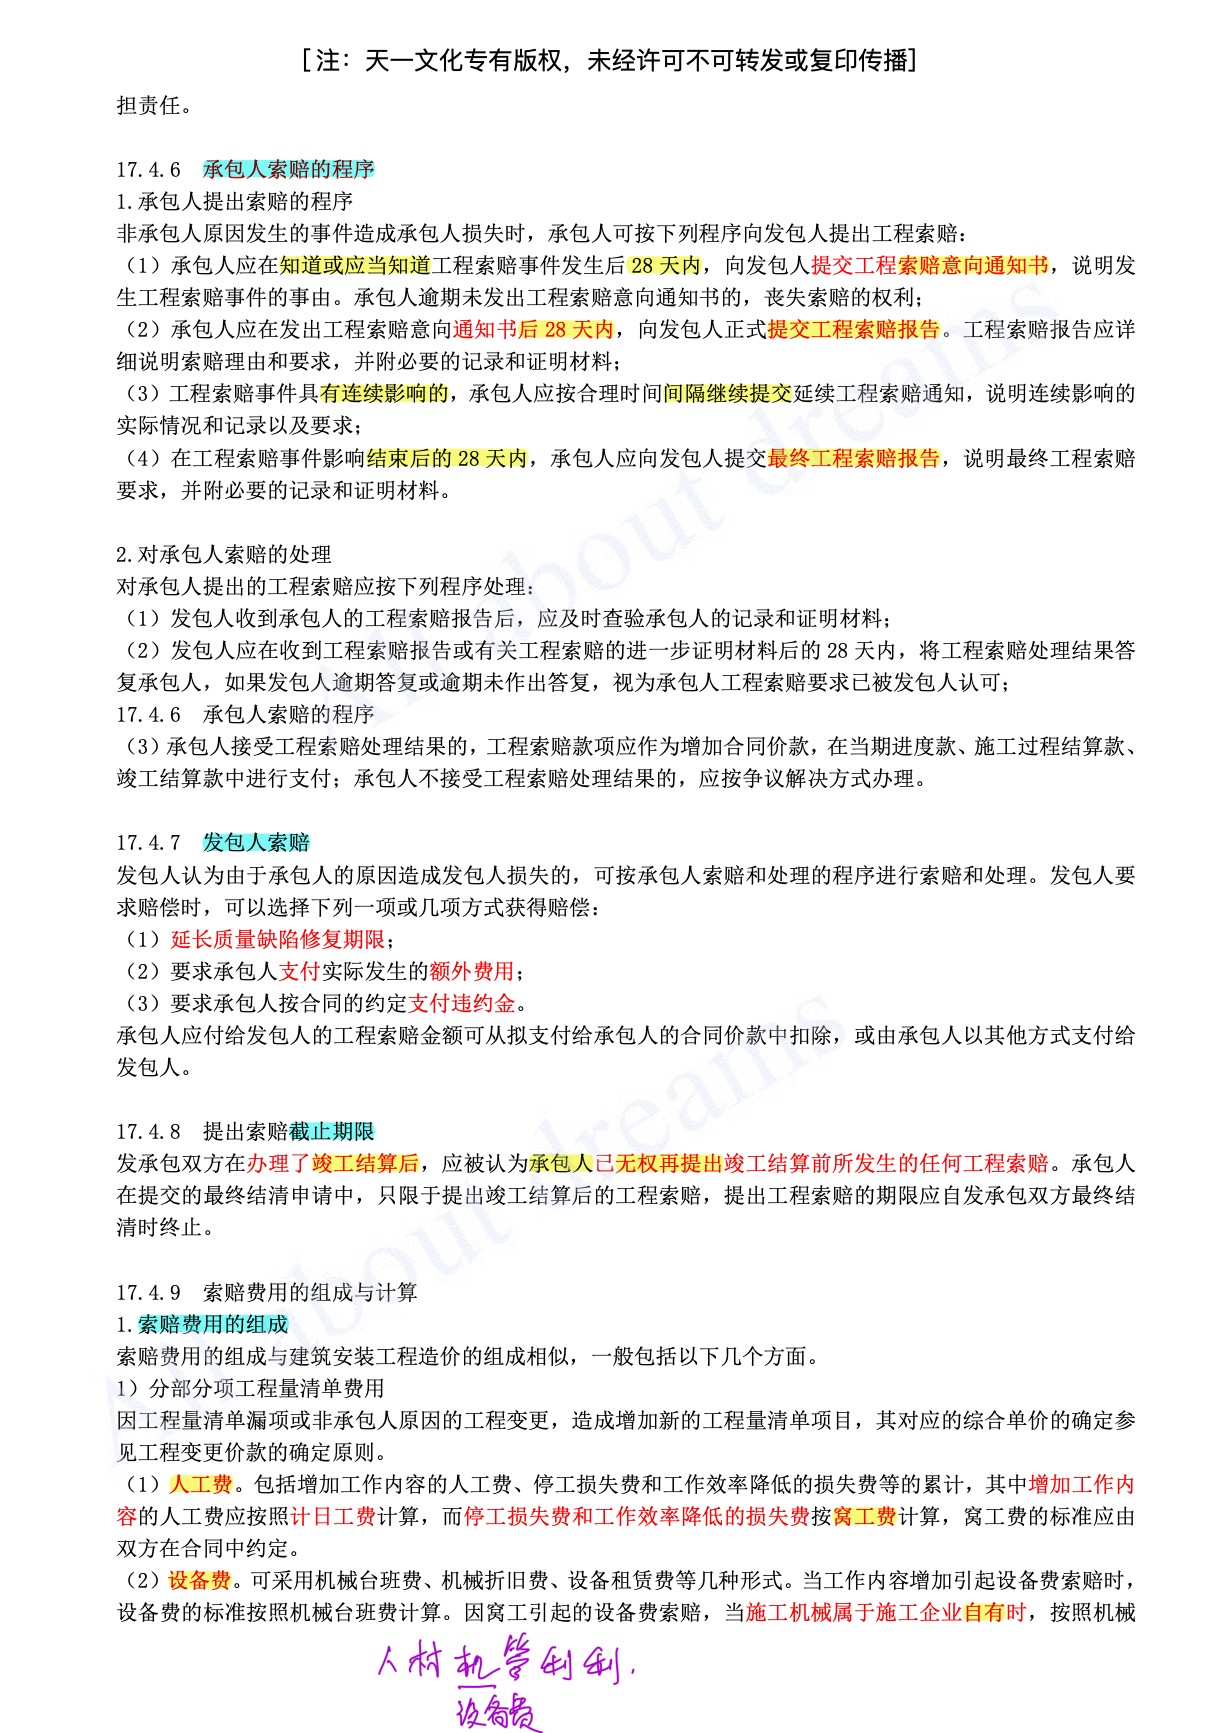 [注：天一文化专有版权，未经许可不可转发或复印传播]
担责任。
17.4.6 承包人索赔的程序
1.承包人提出索赔的程序
非承包人原因发生的事件造成承包人损失时，承包人可按下列程序向发包人提出工程索赔：
（1）承包人应在知道或应当知道工程索赔事件发生后 28 天内，向发包人提交工程索赔意向通知书，说明发
生工程索赔事件的事由。承包人逾期未发出工程索赔意向通知书的，丧失索赔的权利；
（2）承包人应在发出工程索赔意向通知书后 28 天内，向发包人正式提交工程索赔报告。工程索赔报告应详
细说明索赔理由和要求，并附必要的记录和证明材料；
（3）工程索赔事件具有连续影响的，承包人应按合理时间间隔继续提交延续工程索赔通知，说明连续影响的
实际情况和记录以及要求；
（4）在工程索赔事件影响结束后的 28 天内，承包人应向发包人提交最终工程索赔报告，说明最终工程索赔
要求，并附必要的记录和证明材料。
2.对承包人索赔的处理
对承包人提出的工程索赔应按下列程序处理：
（1）发包人收到承包人的工程索赔报告后，应及时查验承包人的记录和证明材料；
（2）发包人应在收到工程索赔报告或有关工程索赔的进一步证明材料后的 28 天内，将工程索赔处理结果答
复承包人，如果发包人逾期答复或逾期未作出答复，视为承包人工程索赔要求已被发包人认可；
17.4.6 承包人索赔的程序
（3）承包人接受工程索赔处理结果的，工程索赔款项应作为增加合同价款，在当期进度款、施工过程结算款、
竣工结算款中进行支付；承包人不接受工程索赔处理结果的，应按争议解决方式办理。
17.4.7 发包人索赔
发包人认为由于承包人的原因造成发包人损失的，可按承包人索赔和处理的程序进行索赔和处理。发包人要
求赔偿时，可以选择下列一项或几项方式获得赔偿：
（1）延长质量缺陷修复期限；
（2）要求承包人支付实际发生的额外费用；
（3）要求承包人按合同的约定支付违约金。
承包人应付给发包人的工程索赔金额可从拟支付给承包人的合同价款中扣除，或由承包人以其他方式支付给
发包人。
17.4.8 提出索赔截止期限
发承包双方在办理了竣工结算后，应被认为承包人已无权再提出竣工结算前所发生的任何工程索赔。承包人
在提交的最终结清申请中，只限于提出竣工结算后的工程索赔，提出工程索赔的期限应自发承包双方最终结
清时终止。
17.4.9 索赔费用的组成与计算
1.索赔费用的组成
索赔费用的组成与建筑安装工程造价的组成相似，一般包括以下几个方面。
1）分部分项工程量清单费用
因工程量清单漏项或非承包人原因的工程变更，造成增加新的工程量清单项目，其对应的综合单价的确定参
见工程变更价款的确定原则。
（1）人工费。包括增加工作内容的人工费、停工损失费和工作效率降低的损失费等的累计，其中增加工作内
容的人工费应按照计日工费计算，而停工损失费和工作效率降低的损失费按窝工费计算，窝工费的标准应由
双方在合同中约定。
（2）设备费。可采用机械台班费、机械折旧费、设备租赁费等几种形式。当工作内容增加引起设备费索赔时，
设备费的标准按照机械台班费计算。因窝工引起的设备费索赔，当施工机械属于施工企业自有时，按照机械
人材机管利利.
设备费
All about dreams
All about dreams